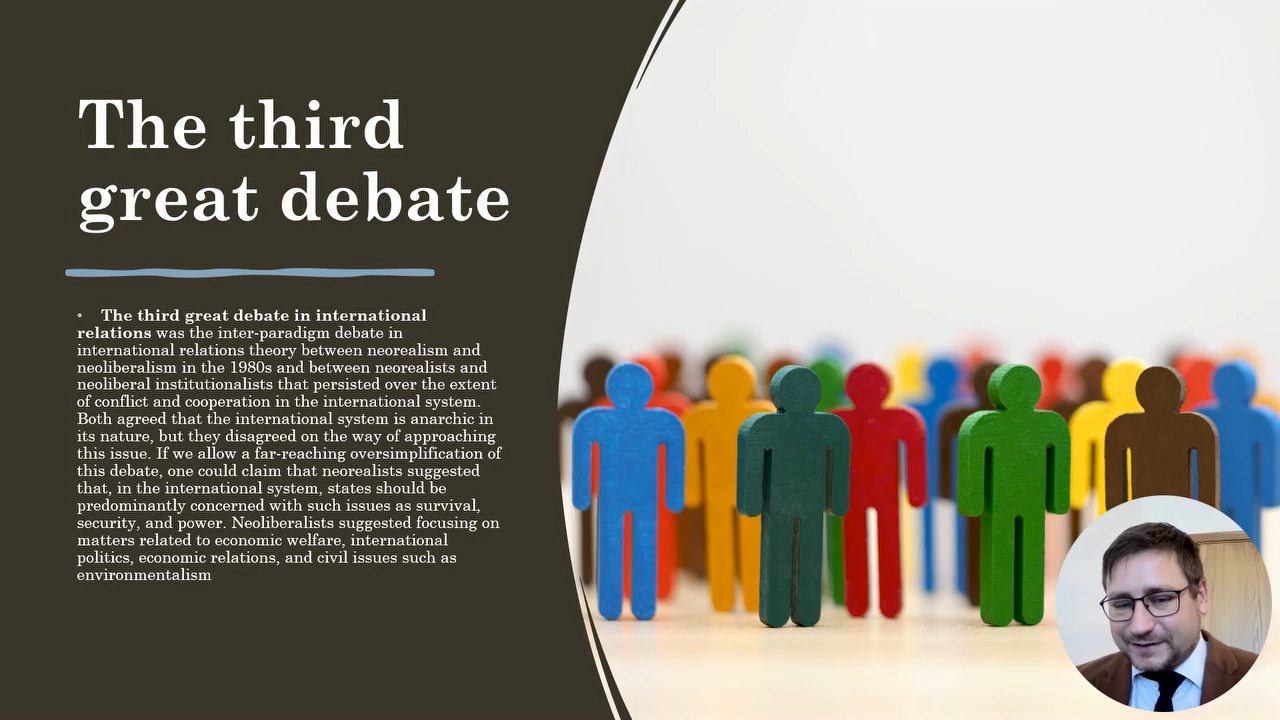 The third
great debate
• The third great debate in international
relations was the inter-paradigm debate in
international relations theory between neorealism and
neoliberalism in the 1980s and between neorealists and
neoliberal institutionalists that persisted over the extent
of conflict and cooperation in the international system.
Both agreed that the international system is anarchic in
its nature, but they disagreed on the way of approaching
this issue. If we allow a far-reaching oversimplification of
this debate, one could claim that neorealists suggested
that, in the international system, states should be
predominantly concerned with such issues as survival,
security, and power. Neoliberalists suggested focusing on
matters related to economic welfare, international
politics, economic relations, and civil issues such as
environmentalism